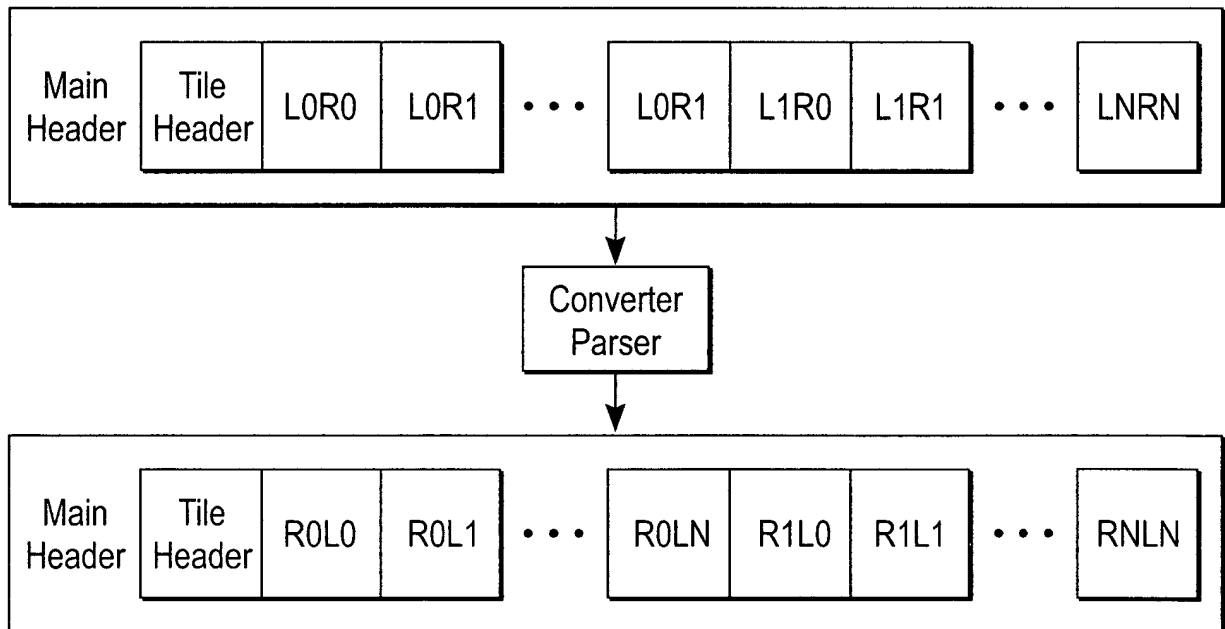 Main Header
Tile Header
L0R0
L0R1
• • •
L0R1
L1R0
L1R1
• • •
LNRN
Converter
Parser
Main Header
Tile Header
R0L0
R0L1
• • •
R0LN
R1L0
R1L1
• • •
RNLN